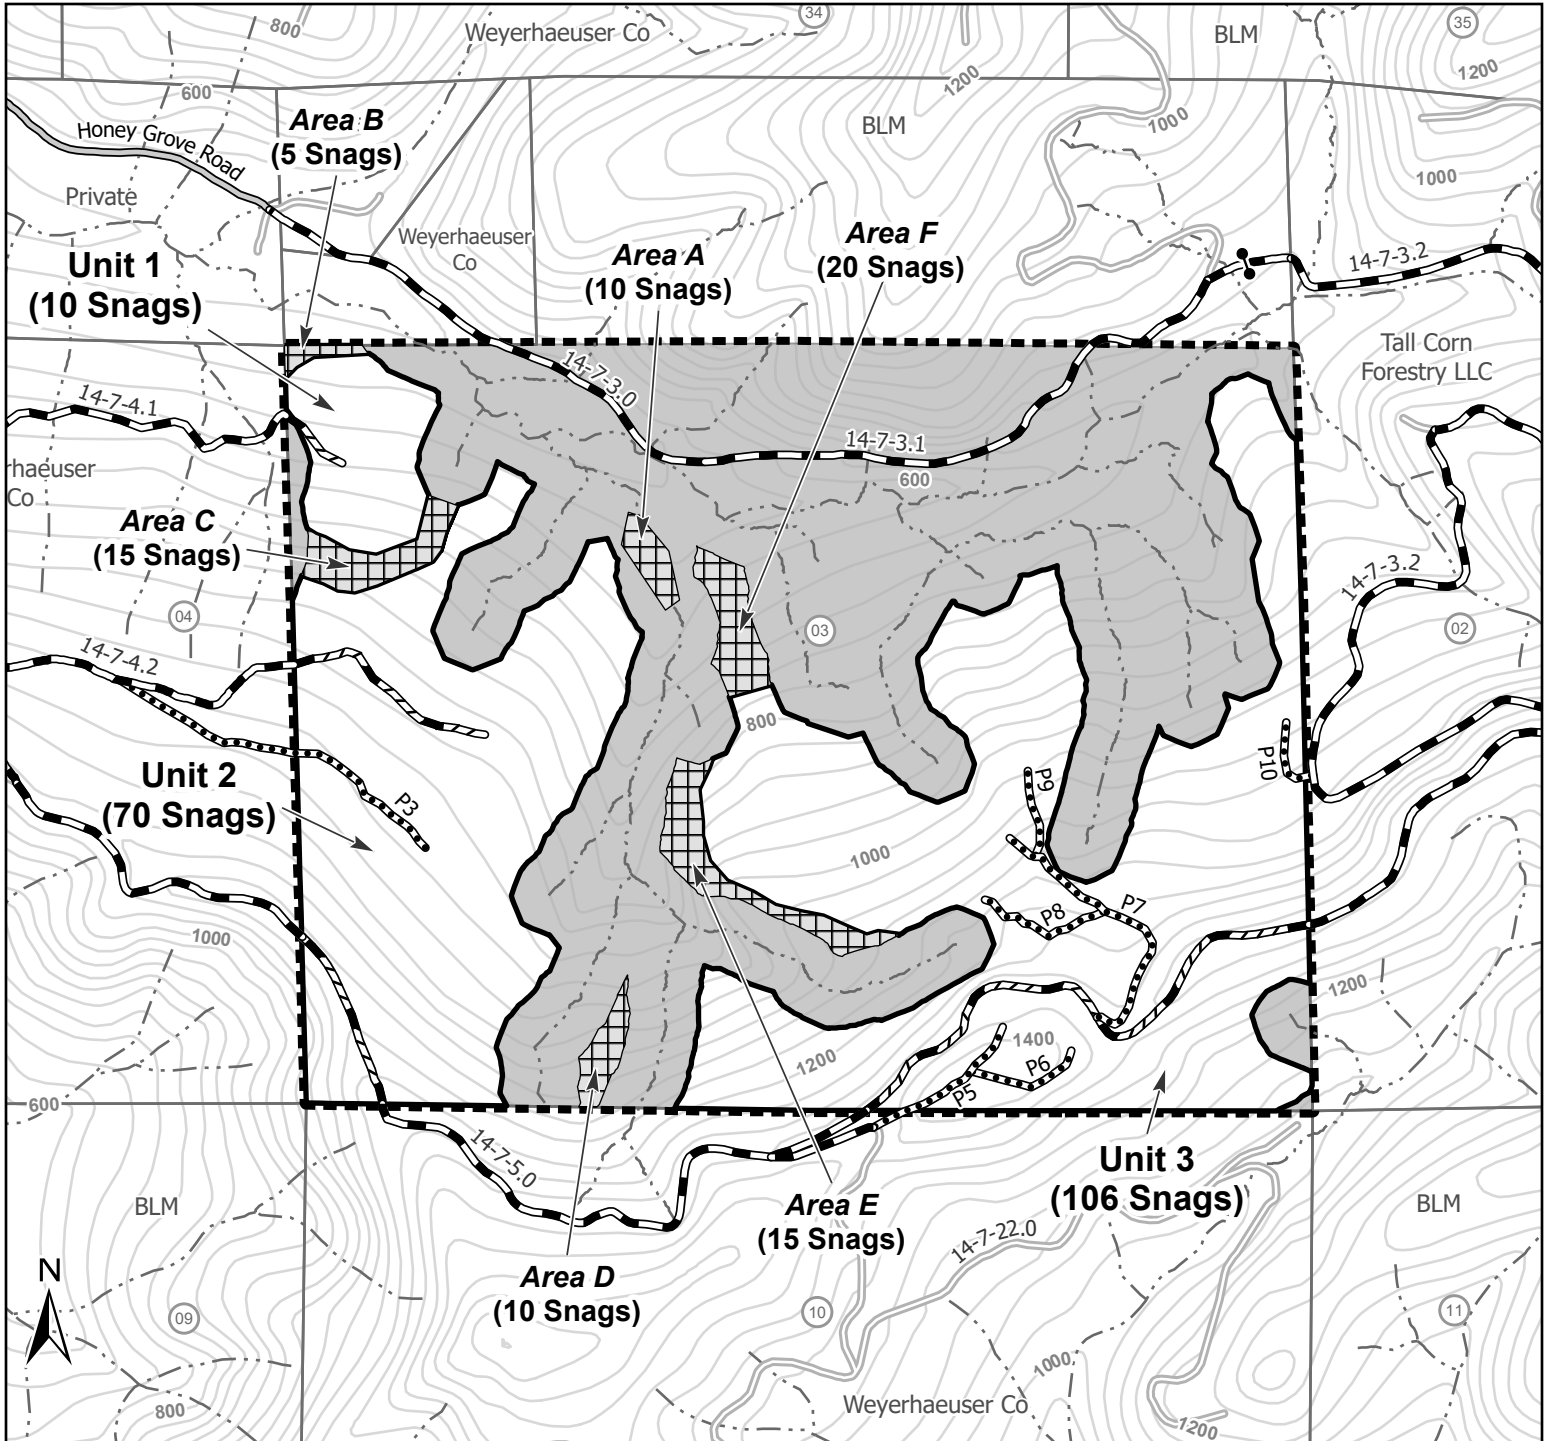 800
Weyerhaeuser Co
34
BLM
35
1200
1200
600
Area B
(5 Snags)
Honey Grove Road
BLM
1000
1000
Private
Weyerhaeuser
Co
Area A
(10 Snags)
Area F
(20 Snags)
Unit 1
(10 Snags)
14-7-3.2
Tall Corn
Forestry LLC
14-7-3.0
14-7-4.1
14-7-3.1
600
rhaeuser
Co
Area C
(15 Snags)
14-7-3.2
04
03
02
14-7-4.2
800
P10
Unit 2
(70 Snags)
P3
P9
1000
P7
P8
1000
1200
1400
1200
P6
P5
600
14-7-5.0
Unit 3
(106 Snags)
BLM
BLM
Area E
(15 Snags)
14-7-22.0
N
Area D
(10 Snags)
09
10
11
1000
800
Weyerhaeuser Co
1200